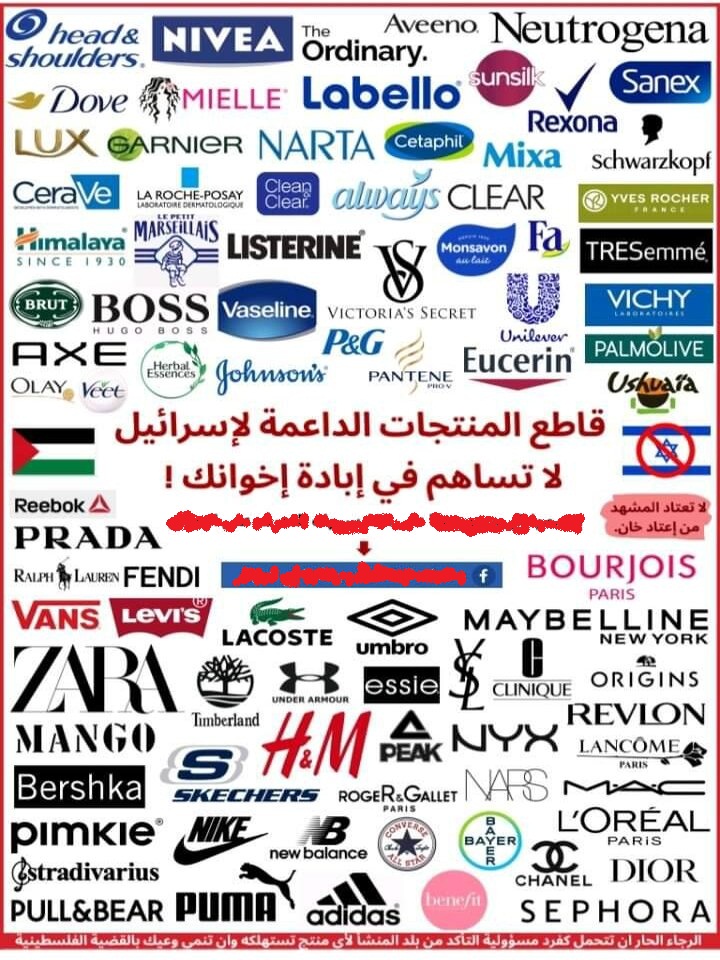 head& shoulders
NIVEA
The Ordinary.
Aveeno.
Neutrogena
Dove
MIELLE
Labello
sunsilk
Rexona
Sanex
LUX
GARNIER
NARTA
Cetaphil
Mixa
Schwarzkopf
CeraVe
LA ROCHE-POSAY
LABORATOIRE DERMATOLOGIQUE
Clean& Clear.
always
CLEAR
YVES ROCHER
FRANCE
Himalaya
SINCE 1930
LE PETIT MARSEILLAIS
LISTERINE
VS
VICTORIA'S SECRET
Monsavon
au lait
Fa
TRESemmé
BRUT
BOSS
HUGO BOSS
Vaseline
Unilever
VICHY
LABORATOIRES
AXE
Herbal Essences
Johnson's
P&G
PANTENE
PRO-V
Eucerin
PALMOLIVE
OLAY
Veet
Ushuaïa
قاطع المنتجات الداعمة لإسرائيل
لا تساهم في إبادة إخوانك !
لا تعتاد المشهد
من إعتاد خان.
Reebok
PRADA
RALPH LAUREN
FENDI
f
BOURJOIS
PARIS
VANS
LEVI'S
LACOSTE
umbro
MAYBELLINE
NEW YORK
ZARA
Timberland
UNDER ARMOUR
essie
YSL
CLINIQUE
ORIGINS
MANGO
H&M
PEAK
NYX
REVLON
LANCÔME
PARIS
Bershka
S
SKECHERS
ROGER&GALLET
PARIS
NARS
M·A·C
pimkie
NIKE
NB
new balance
CONVERSE
ALL STAR
BAYER
BAYER
L'ORÉAL
PARIS
stradivarius
CHANEL
DIOR
PULL&BEAR
PUMA
adidas
benefit
SEPHORA
الرجاء الحار ان تتحمل كفرد مسؤولية التأكد من بلد المنشأ لأي منتج تستهلكه وان تنمي وعيك بالقضية الفلسطينية